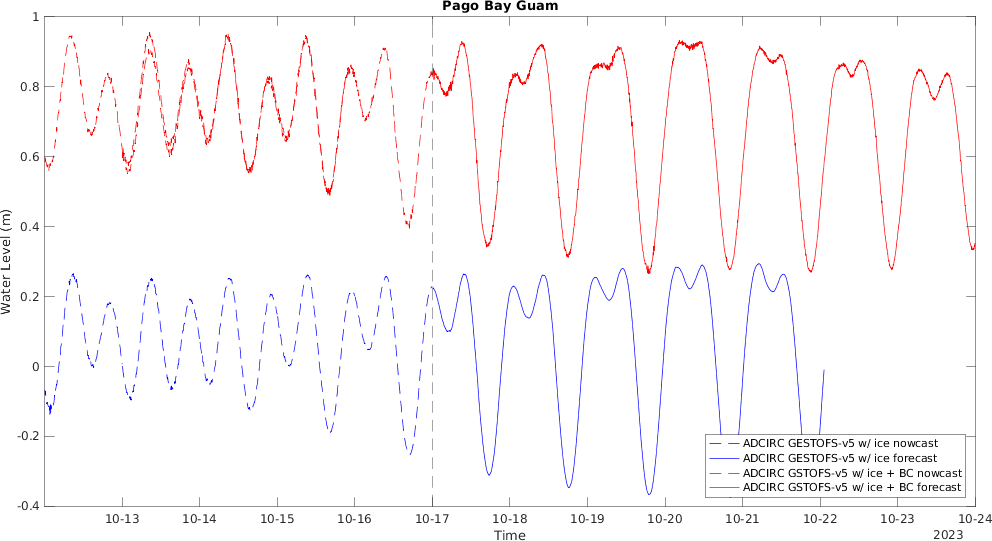 Pago Bay Guam
Water Level (m)
1
0.8
0.6
0.4
0.2
0
-0.2
-0.4
ADCIRC GESTOFS-v5 w/ ice nowcast
ADCIRC GESTOFS-v5 w/ ice forecast
ADCIRC GSTOFS-v5 w/ ice + BC nowcast
ADCIRC GSTOFS-v5 w/ ice + BC forecast
10-13 10-14 10-15 10-16 10-17 10-18 10-19 10-20 10-21 10-22 10-23 10-24
Time
2023